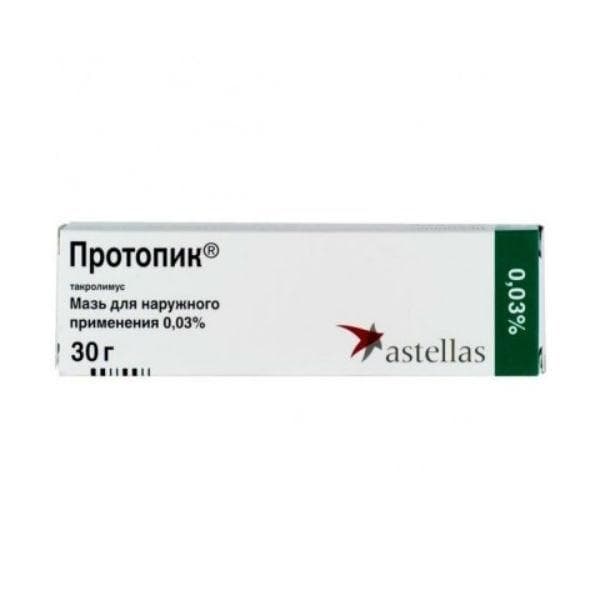 Протопик®
такролимус
Мазь для наружного
применения 0,03%
30 г
astellas
0,03%